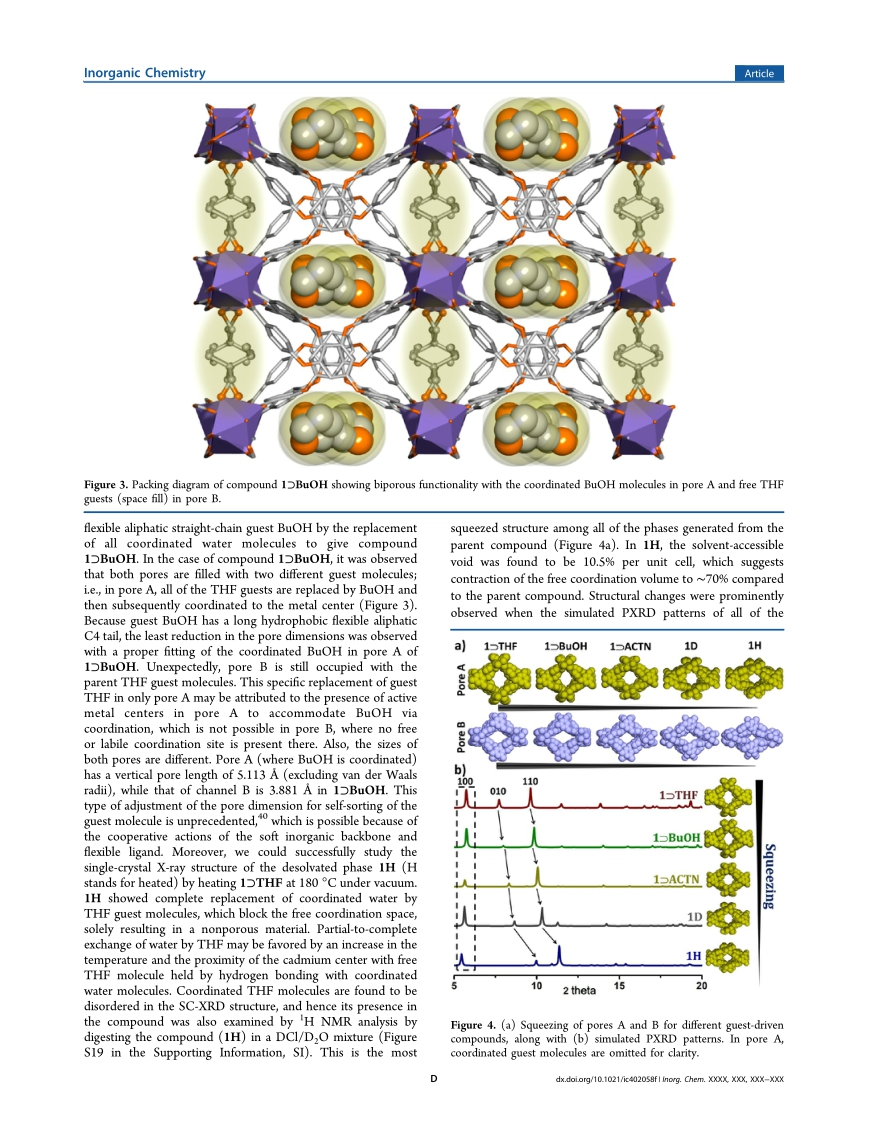 Inorganic Chemistry
Article
Figure 3. Packing diagram of compound 1⊃BuOH showing biporous functionality with the coordinated BuOH molecules in pore A and free THF
guests (space fill) in pore B.
flexible aliphatic straight-chain guest BuOH by the replacement
of all coordinated water molecules to give compound
1⊃BuOH. In the case of compound 1⊃BuOH, it was observed
that both pores are filled with two different guest molecules;
i.e., in pore A, all of the THF guests are replaced by BuOH and
then subsequently coordinated to the metal center (Figure 3).
Because guest BuOH has a long hydrophobic flexible aliphatic
C4 tail, the least reduction in the pore dimensions was observed
with a proper fitting of the coordinated BuOH in pore A of
1⊃BuOH. Unexpectedly, pore B is still occupied with the
parent THF guest molecules. This specific replacement of guest
THF in only pore A may be attributed to the presence of active
metal centers in pore A to accommodate BuOH via
coordination, which is not possible in pore B, where no free
or labile coordination site is present there. Also, the sizes of
both pores are different. Pore A (where BuOH is coordinated)
has a vertical pore length of 5.113 Å (excluding van der Waals
radii), while that of channel B is 3.881 Å in 1⊃BuOH. This
type of adjustment of the pore dimension for self-sorting of the
guest molecule is unprecedented,40 which is possible because of
the cooperative actions of the soft inorganic backbone and
flexible ligand. Moreover, we could successfully study the
single-crystal X-ray structure of the desolvated phase 1H (H
stands for heated) by heating 1⊃THF at 180 °C under vacuum.
1H showed complete replacement of coordinated water by
THF guest molecules, which block the free coordination space,
solely resulting in a nonporous material. Partial-to-complete
exchange of water by THF may be favored by an increase in the
temperature and the proximity of the cadmium center with free
THF molecule held by hydrogen bonding with coordinated
water molecules. Coordinated THF molecules are found to be
disordered in the SC-XRD structure, and hence its presence in
the compound was also examined by 1H NMR analysis by
digesting the compound (1H) in a DCl/D2O mixture (Figure
S19 in the Supporting Information, SI). This is the most
squeezed structure among all of the phases generated from the
parent compound (Figure 4a). In 1H, the solvent-accessible
void was found to be 10.5% per unit cell, which suggests
contraction of the free coordination volume to ∼70% compared
to the parent compound. Structural changes were prominently
observed when the simulated PXRD patterns of all of the
a) 1⊃THF 1⊃BuOH 1⊃ACTN 1D 1H
Pore A
Pore B
b)
100 010 110
1⊃THF
1⊃BuOH
1⊃ACTN
1D
1H
Squeezing
5 10 15 20
2 theta
Figure 4. (a) Squeezing of pores A and B for different guest-driven
compounds, along with (b) simulated PXRD patterns. In pore A,
coordinated guest molecules are omitted for clarity.
D
dx.doi.org/10.1021/ic402058f | Inorg. Chem. XXXX, XXX, XXX−XXX